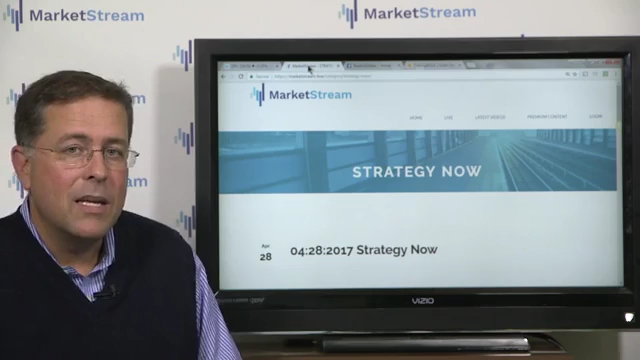 MarketStream
MarketStream
MarketStream
HOME LIVE LATEST VIDEOS PREMIUM CONTENT LOGIN
STRATEGY NOW
Apr
28
04:28:2017 Strategy Now
MarketStream
VIZIO